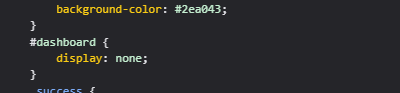 background-color: #2ea043;
}
#dashboard {
display: none;
}
.success {